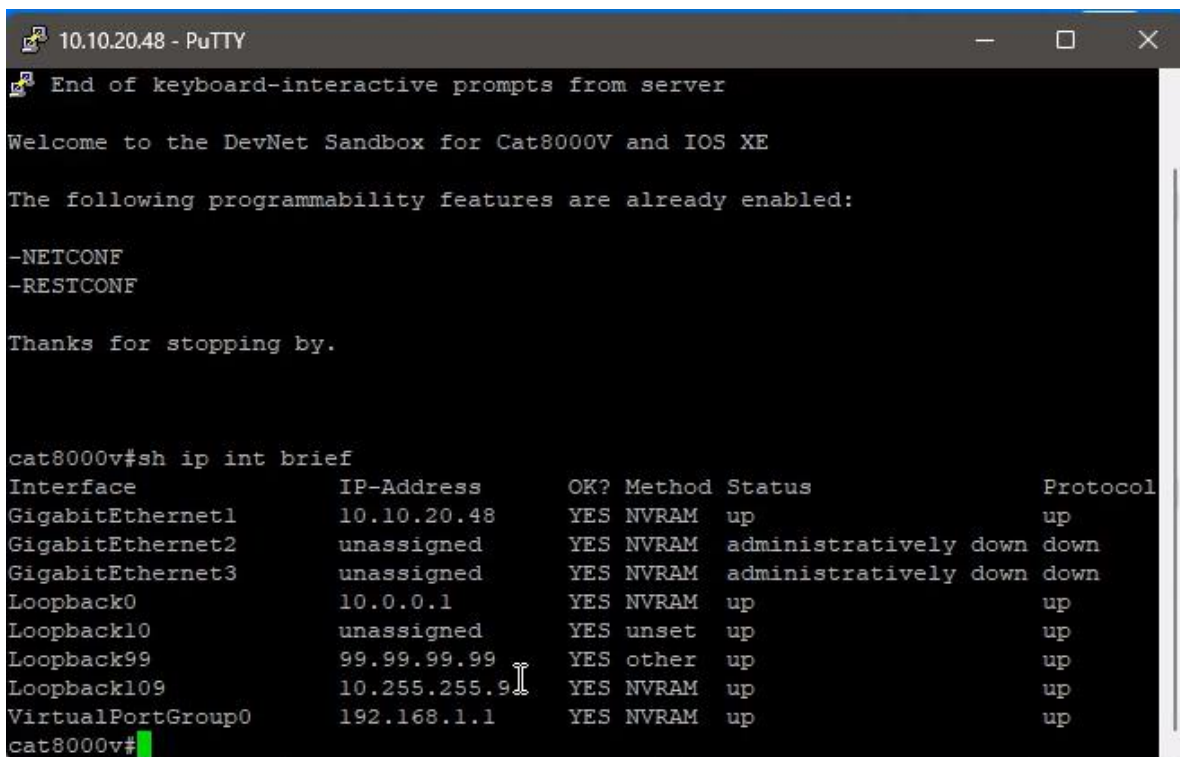 10.10.20.48 - PuTTY
End of keyboard-interactive prompts from server
Welcome to the DevNet Sandbox for Cat8000V and IOS XE
The following programmability features are already enabled:
-NETCONF
-RESTCONF
Thanks for stopping by.
cat8000v#sh ip int brief
Interface IP-Address OK? Method Status Protocol
GigabitEthernet1 10.10.20.48 YES NVRAM up up
GigabitEthernet2 unassigned YES NVRAM administratively down down
GigabitEthernet3 unassigned YES NVRAM administratively down down
Loopback0 10.0.0.1 YES NVRAM up up
Loopback10 unassigned YES unset up up
Loopback99 99.99.99.99 YES other up up
Loopback109 YES NVRAM up up
VirtualPortGroup0 192.168.1.1 YES NVRAM up up
cat8000v#